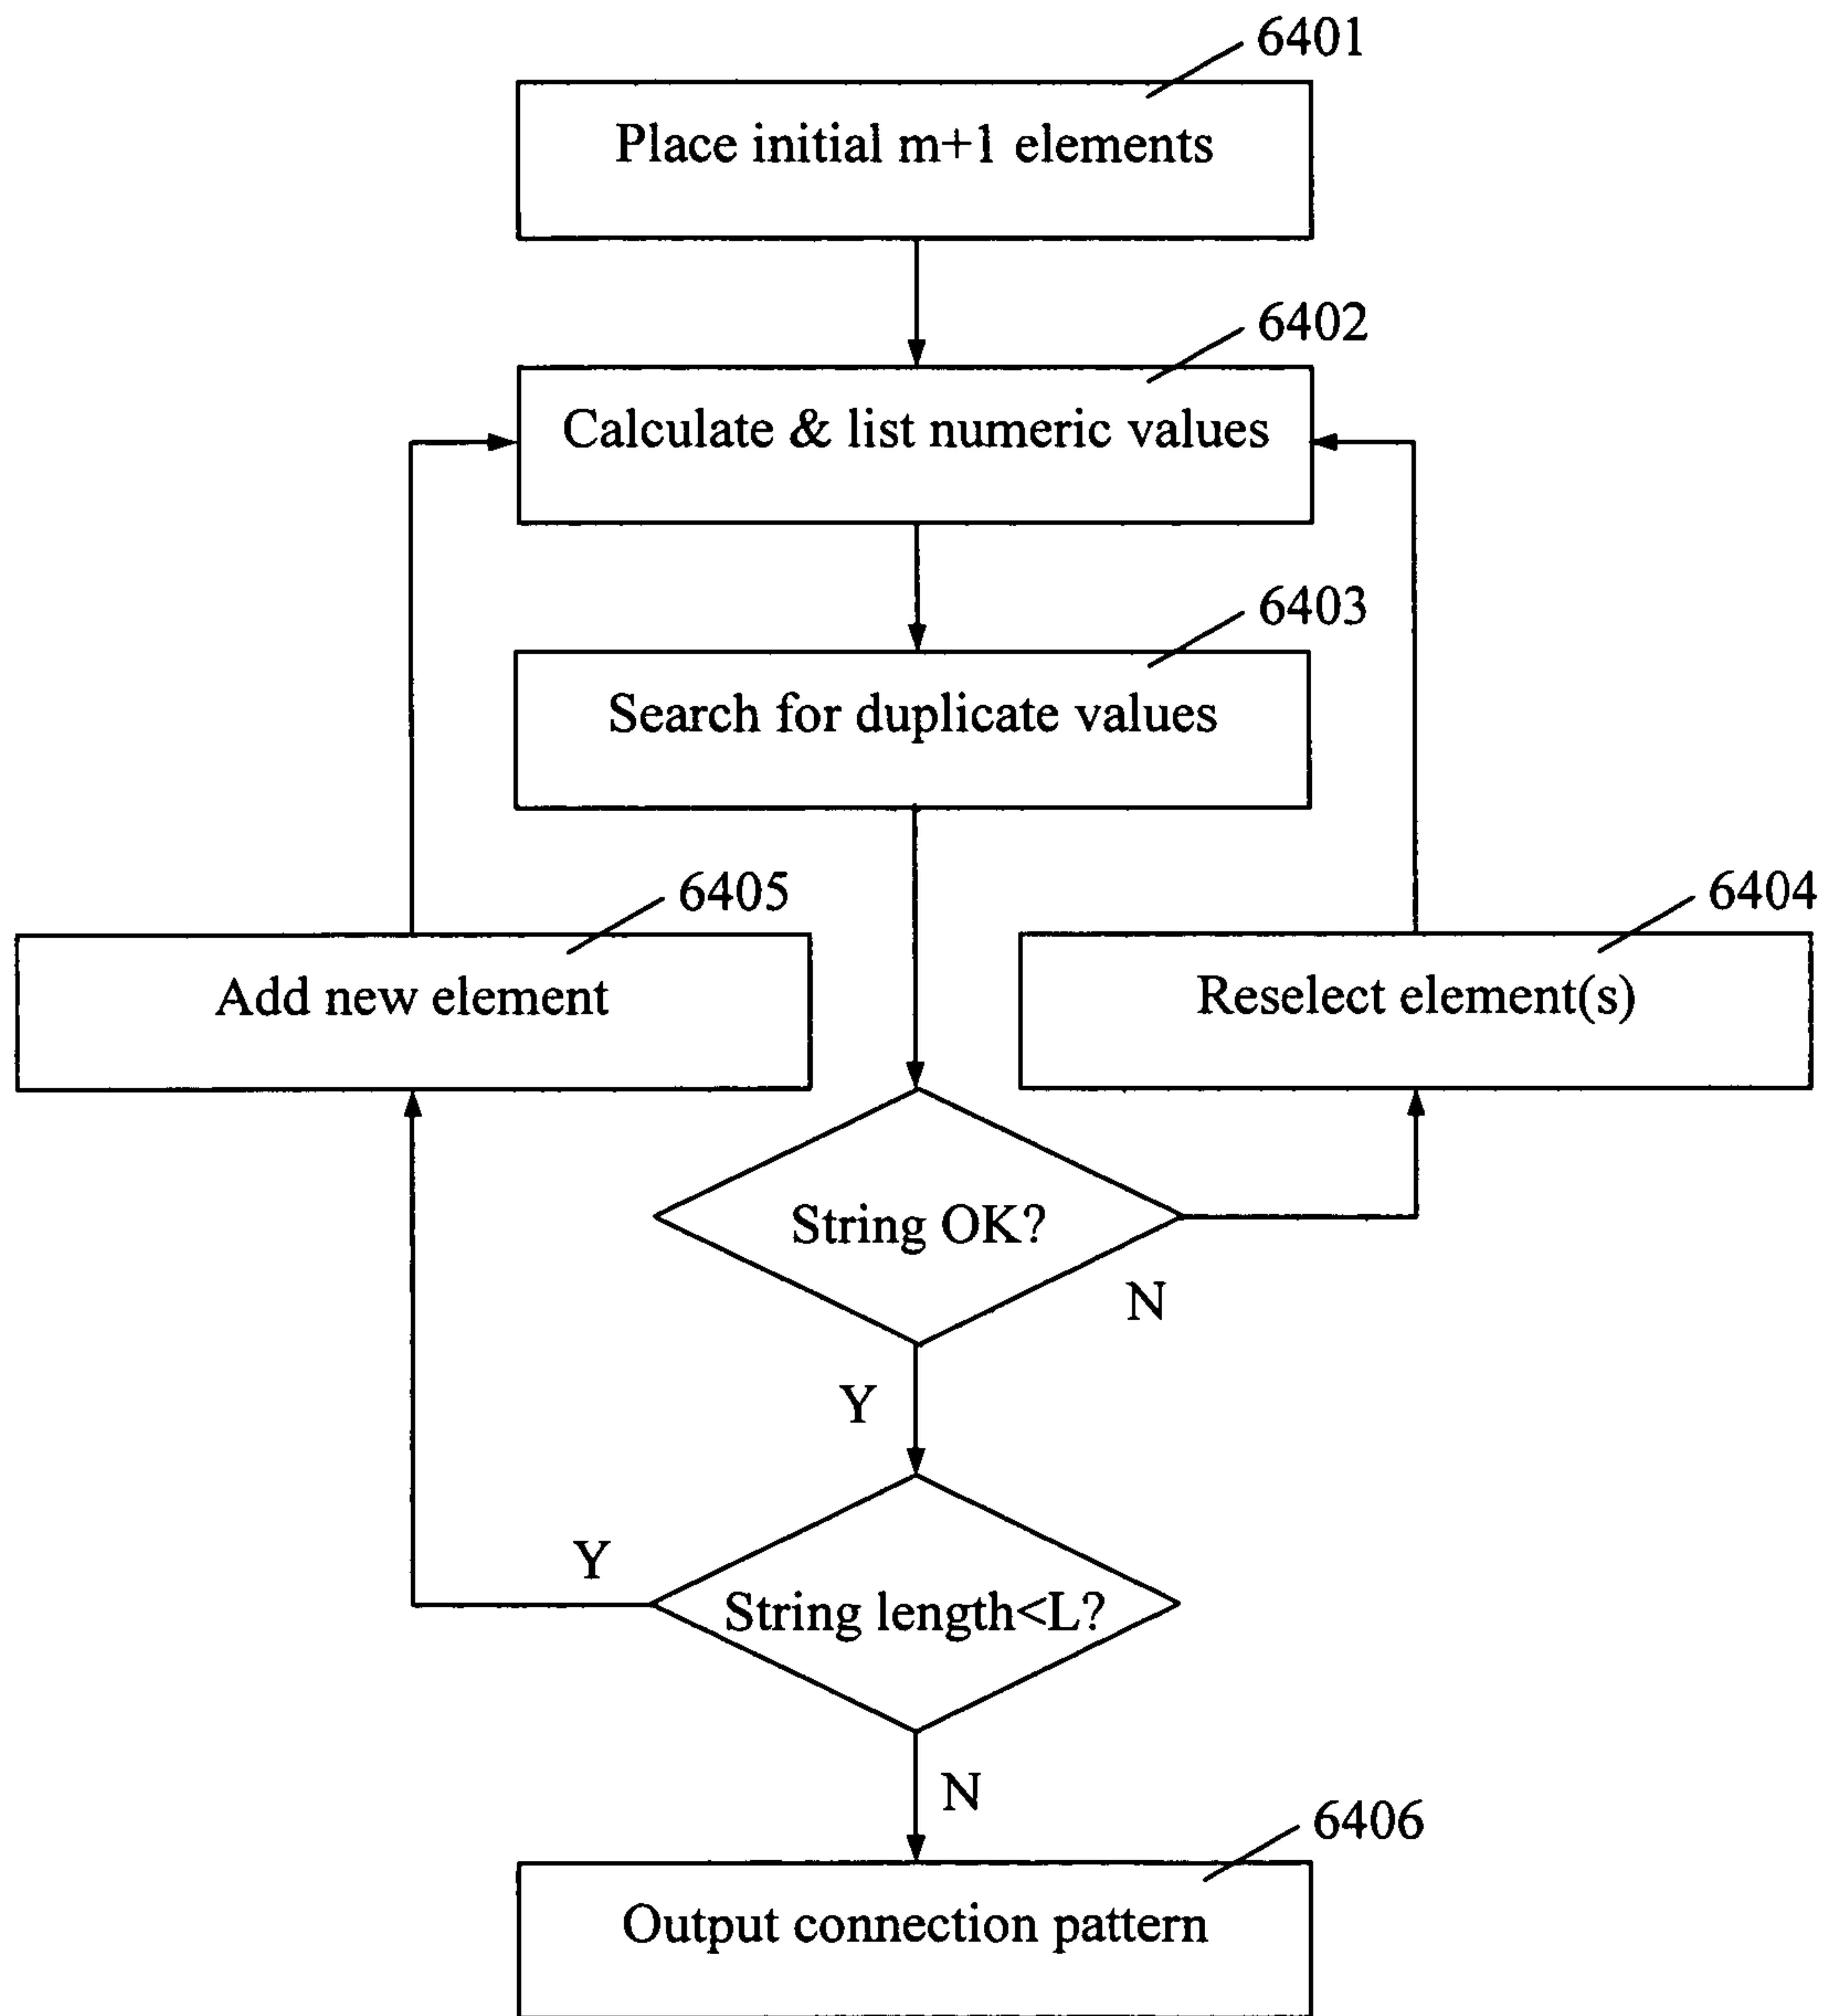 6401
Place initial m+1 elements
6402
Calculate & list numeric values
6403
Search for duplicate values
6405
6404
Add new element
Reselect element(s)
String OK?
N
Y
Y
String length<L?
N
6406
Output connection pattern